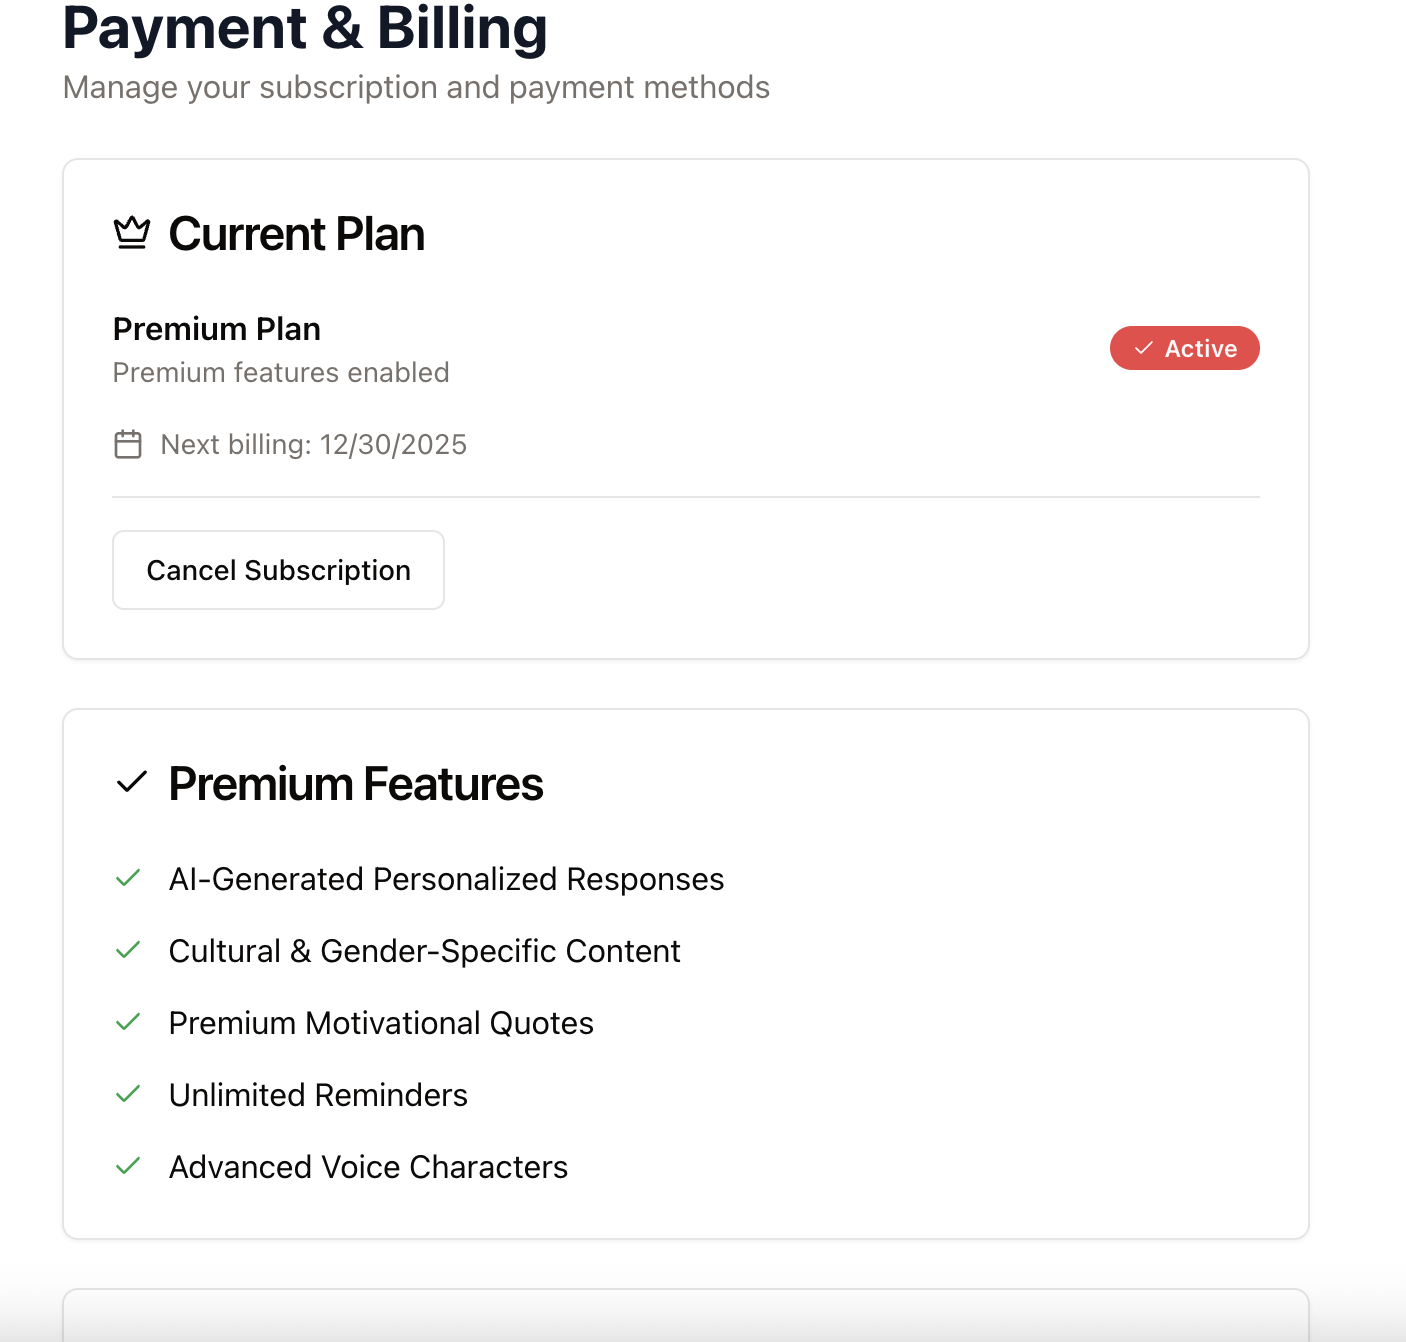 Payment & Billing
Manage your subscription and payment methods
Current Plan
Premium Plan
Premium features enabled
Active
Next billing: 12/30/2025
Cancel Subscription
Premium Features
AI-Generated Personalized Responses
Cultural & Gender-Specific Content
Premium Motivational Quotes
Unlimited Reminders
Advanced Voice Characters